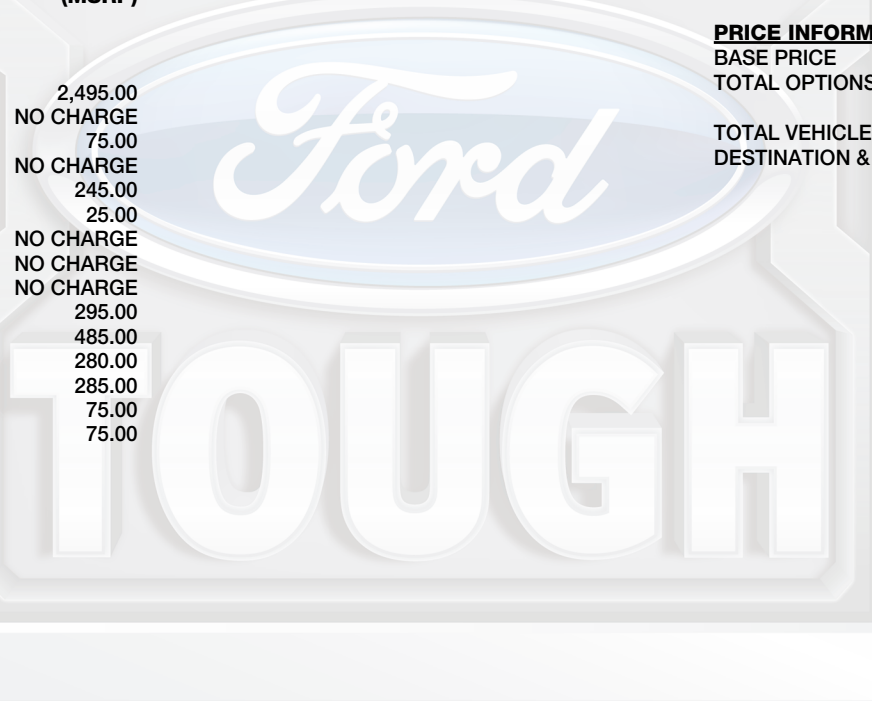 (MSRP)
2,495.00
NO CHARGE
75.00
NO CHARGE
245.00
25.00
NO CHARGE
NO CHARGE
NO CHARGE
295.00
485.00
280.00
285.00
75.00
75.00
PRICE INFORM
BASE PRICE
TOTAL OPTIONS
TOTAL VEHICLE
DESTINATION &
Ford
TOUGH